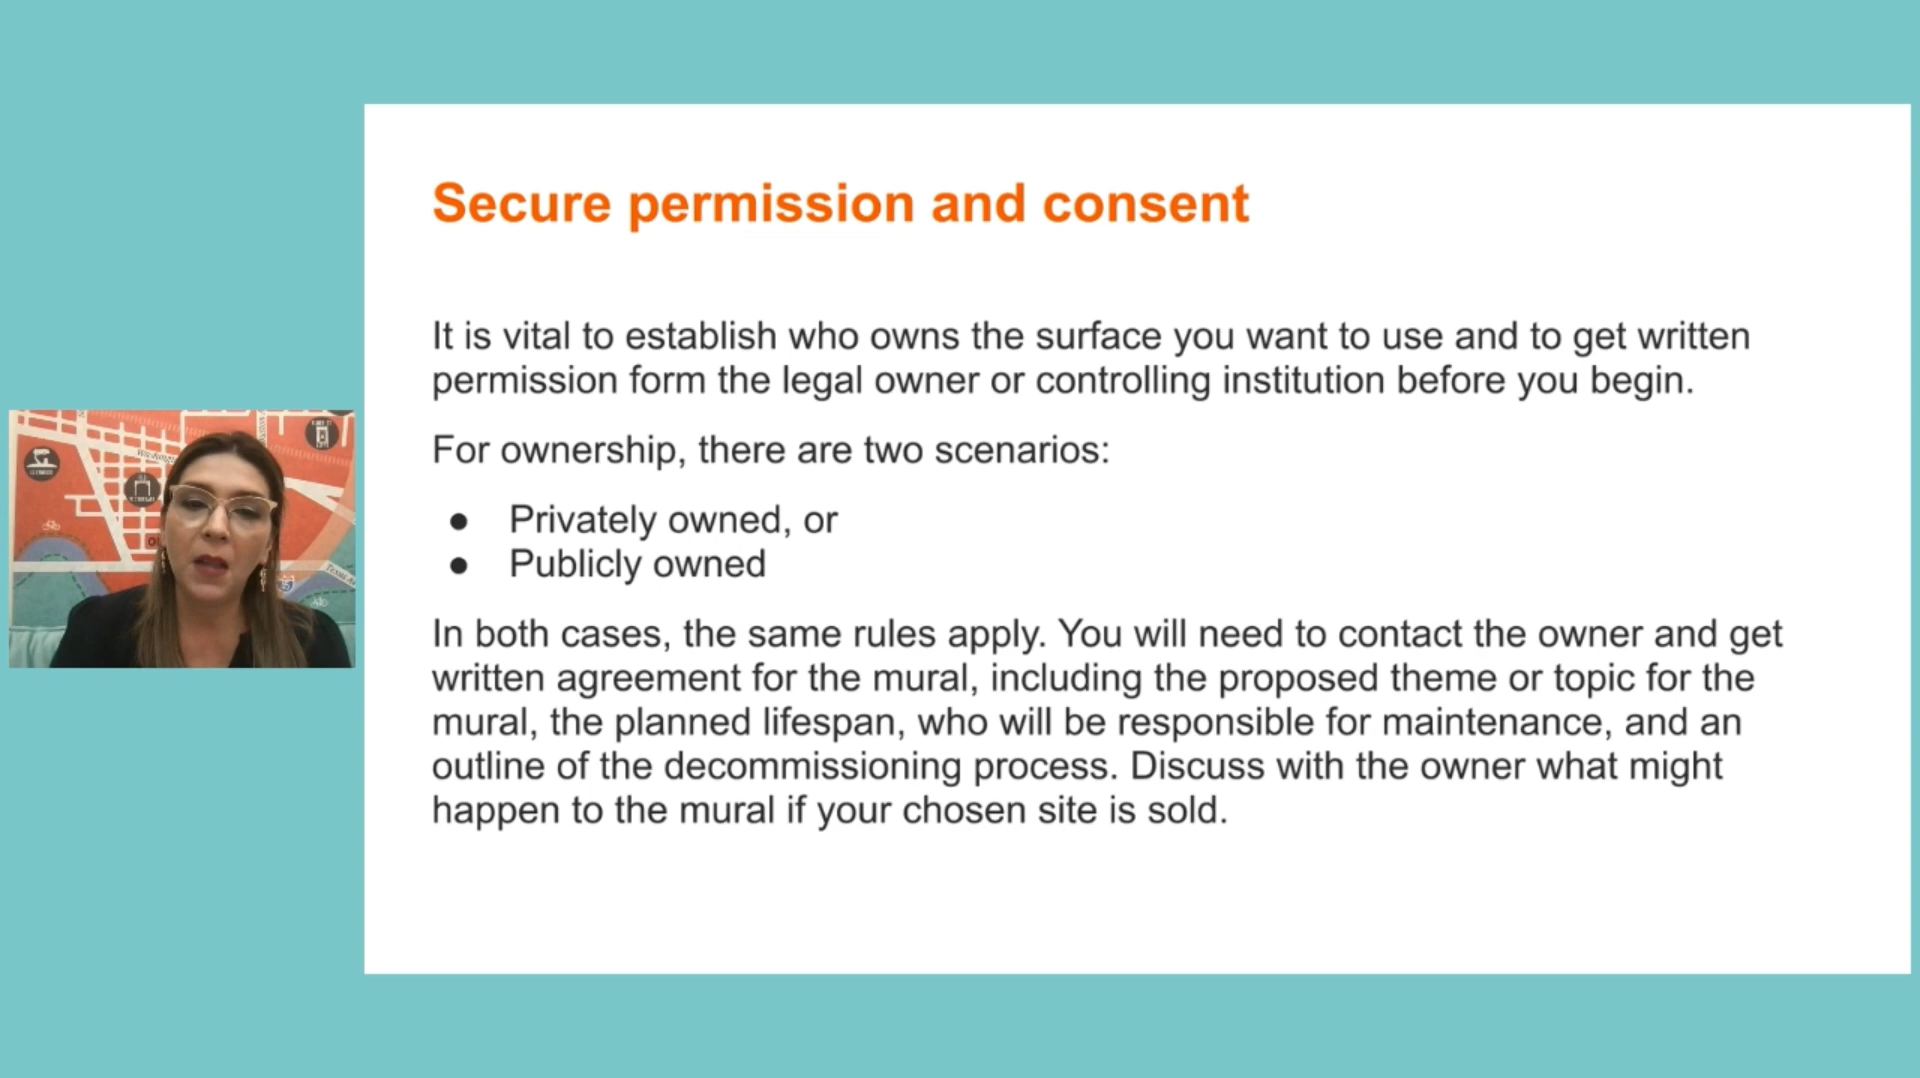 Secure permission and consent
It is vital to establish who owns the surface you want to use and to get written
permission form the legal owner or controlling institution before you begin.
For ownership, there are two scenarios:
● Privately owned, or
● Publicly owned
In both cases, the same rules apply. You will need to contact the owner and get
written agreement for the mural, including the proposed theme or topic for the
mural, the planned lifespan, who will be responsible for maintenance, and an
outline of the decommissioning process. Discuss with the owner what might
happen to the mural if your chosen site is sold.